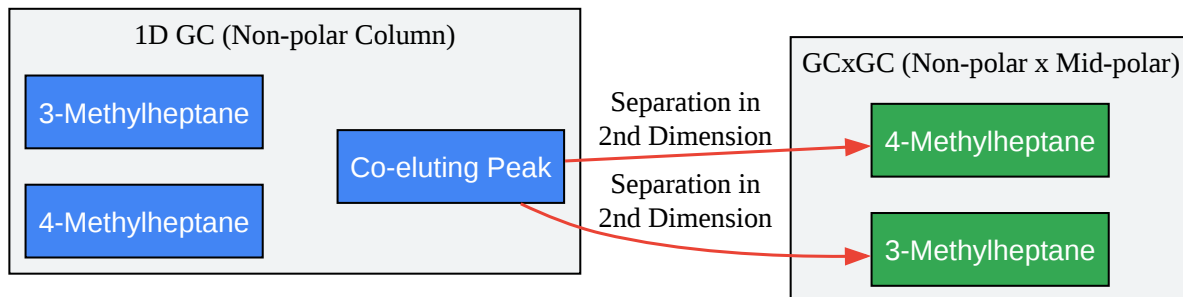 1D GC (Non-polar Column)
3-Methylheptane
4-Methylheptane
Co-eluting Peak
Separation in
2nd Dimension
Separation in
2nd Dimension
GCxGC (Non-polar x Mid-polar)
4-Methylheptane
3-Methylheptane